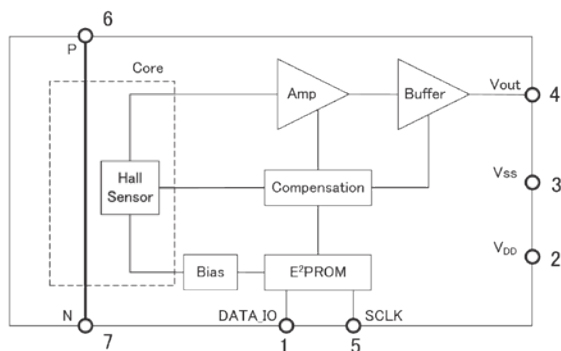 6
P
Core
Amp
Buffer
Vout
4
Hall
Sensor
Compensation
VSS
3
VDD
2
Bias
E²PROM
N
DATA_IO
SCLK
7
1
5